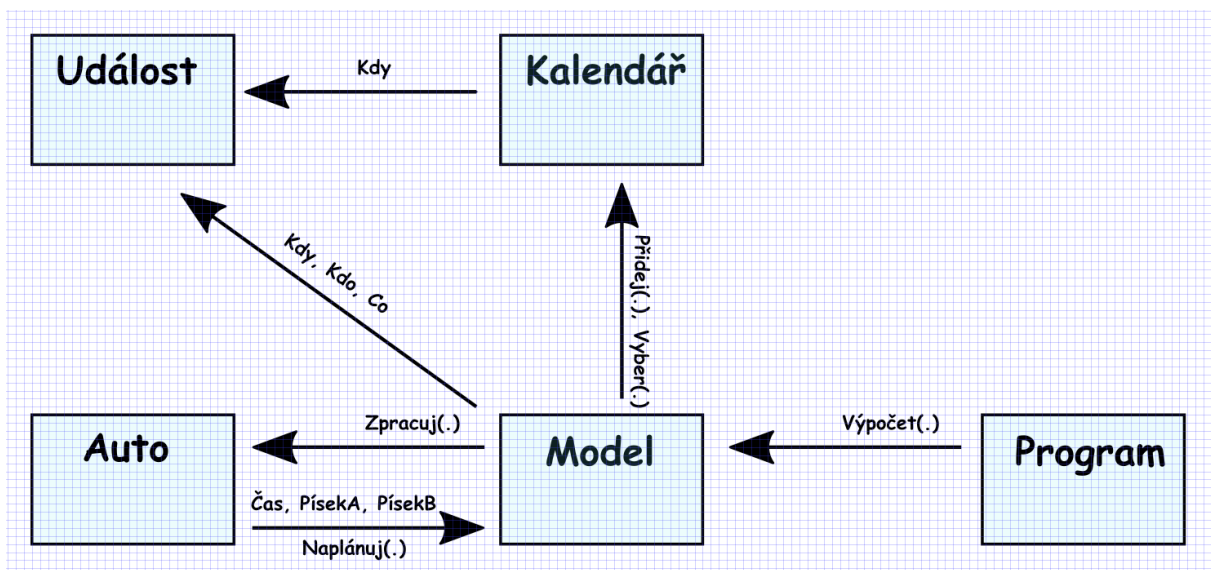 Událost
Kdy
Kalendář
Kdy, Kdo, Co
Přidej(.), Vyber(.)
Auto
Zpracuj(.)
Model
Výpočet(.)
Program
Čas, PísekA, PísekB
Naplánuj(.)